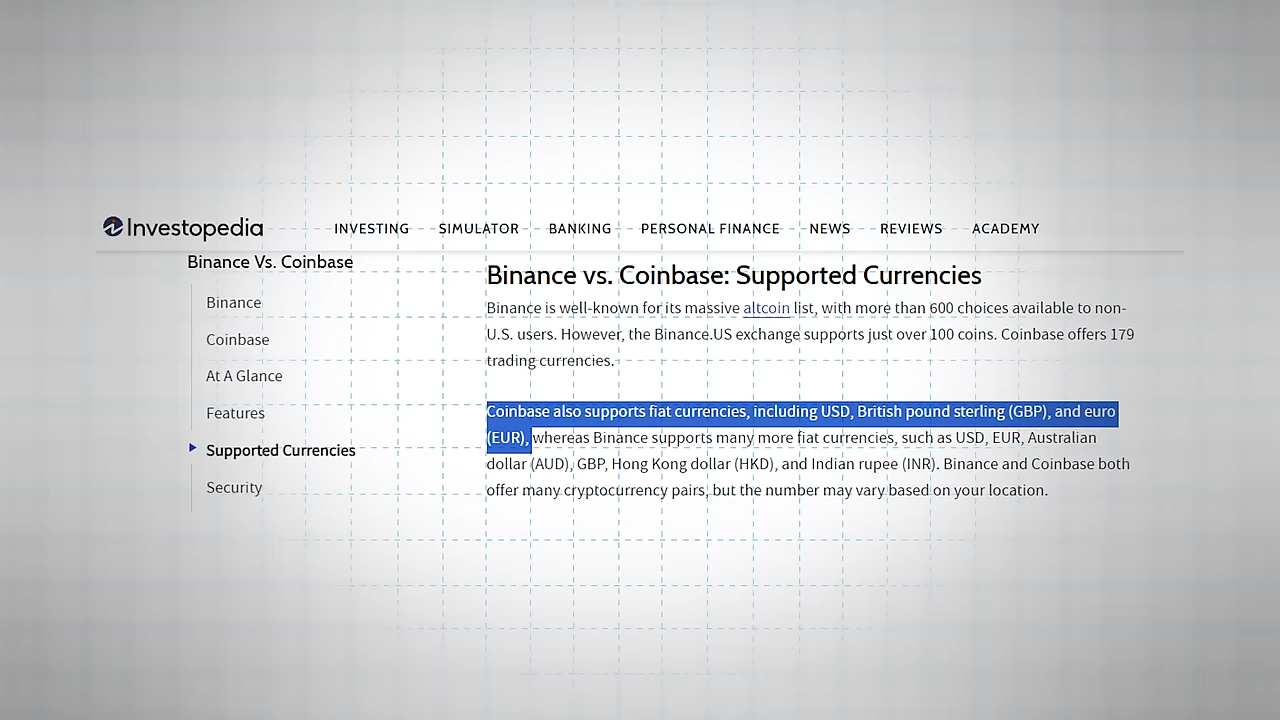 Investopedia
INVESTING SIMULATOR BANKING PERSONAL FINANCE NEWS REVIEWS ACADEMY
Binance Vs. Coinbase
Binance
Coinbase
At A Glance
Features
Supported Currencies
Security
Binance vs. Coinbase: Supported Currencies
Binance is well-known for its massive altcoin list, with more than 600 choices available to non-
U.S. users. However, the Binance.US exchange supports just over 100 coins. Coinbase offers 179
trading currencies.
Coinbase also supports fiat currencies, including USD, British pound sterling (GBP), and euro
(EUR), whereas Binance supports many more fiat currencies, such as USD, EUR, Australian
dollar (AUD), GBP, Hong Kong dollar (HKD), and Indian rupee (INR). Binance and Coinbase both
offer many cryptocurrency pairs, but the number may vary based on your location.